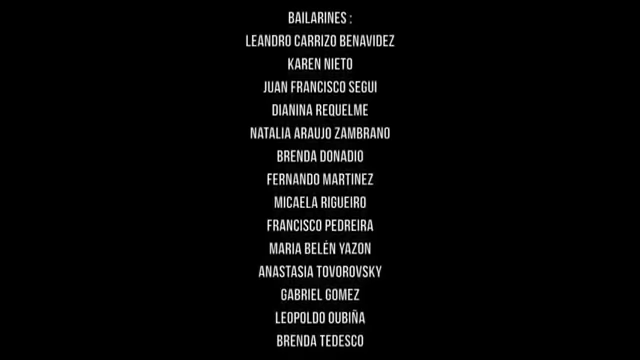 BAILARINES :
LEANDRO CARRIZO BENAVIDEZ
KAREN NIETO
JUAN FRANCISCO SEGUI
DIANINA REQUELME
NATALIA ARAUJO ZAMBRANO
BRENDA DONADIO
FERNANDO MARTINEZ
MICAELA RIGUEIRO
FRANCISCO PEDREIRA
MARIA BELÉN YAZON
ANASTASIA TOVOROVSKY
GABRIEL GOMEZ
LEOPOLDO OUBIÑA
BRENDA TEDESCO